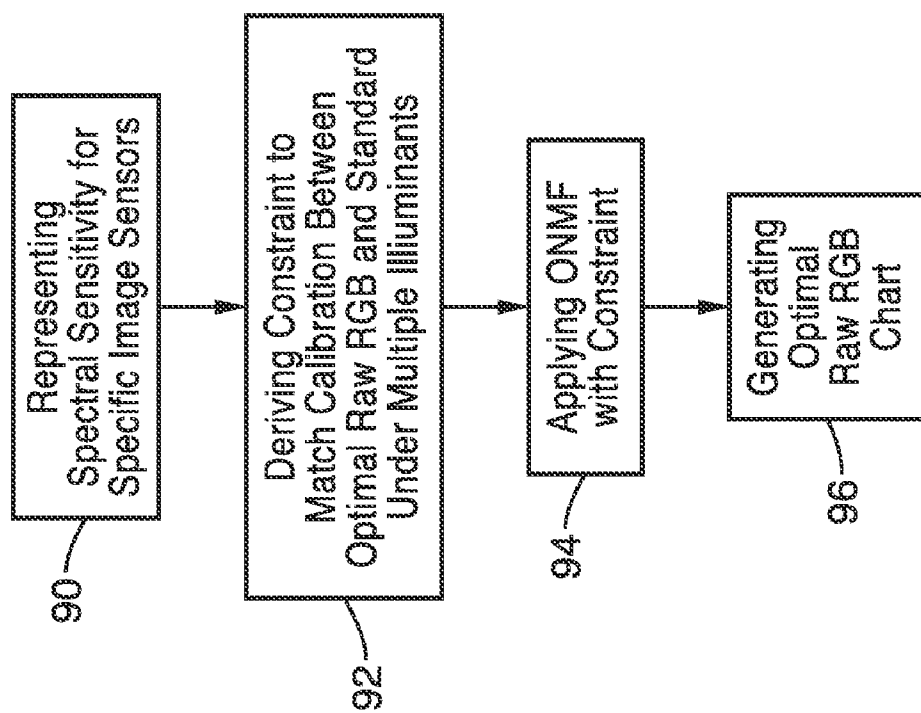 Representing
Spectral Sensitivity for
Specific Image Sensors
90
Deriving Constraint to
Match Calibration Between
Optimal Raw RGB and Standard
Under Multiple Illuminants
92
Applying ONMF
with Constraint
94
Generating
Optimal
Raw RGB
Chart
96